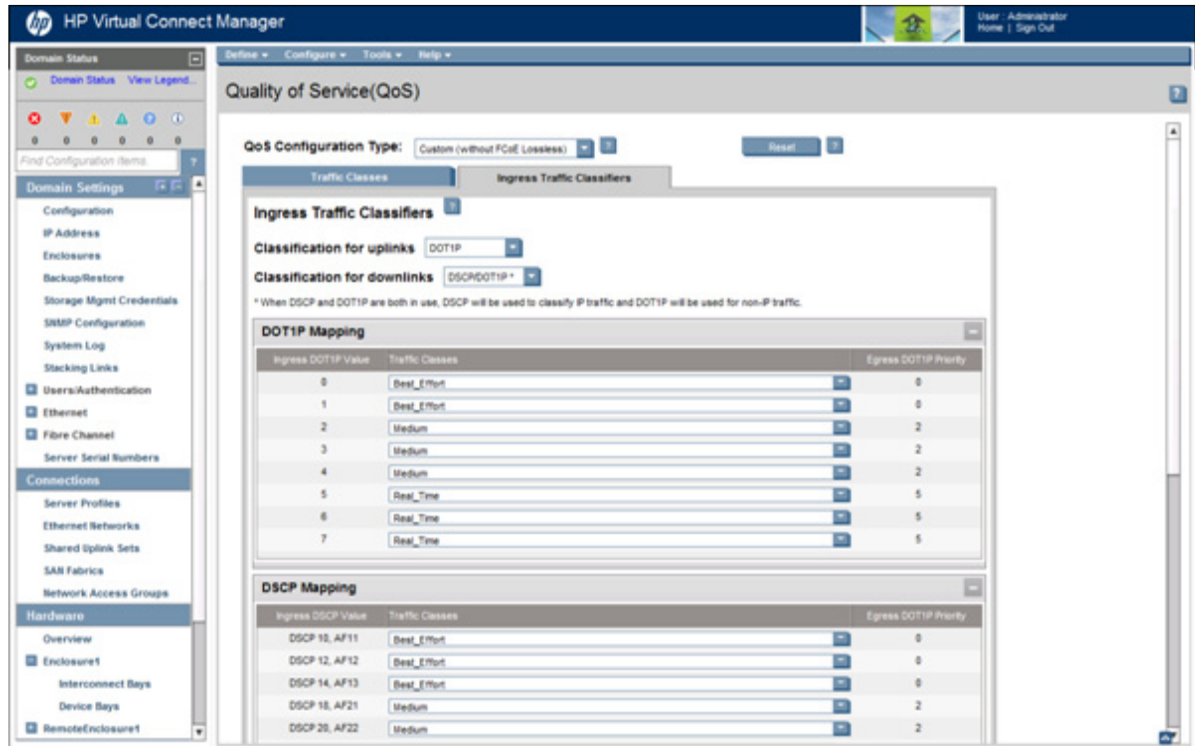 hp HP Virtual Connect Manager
User : Administrator
Home | Sign Out
Domain Status
Domain Status View Legend...
0 0 0 0 0 0
Find Configuration Items.
Domain Settings
Configuration
IP Address
Enclosures
Backup/Restore
Storage Mgmt Credentials
SNMP Configuration
System Log
Stacking Links
Users/Authentication
Ethernet
Fibre Channel
Server Serial Numbers
Connections
Server Profiles
Ethernet Networks
Shared Uplink Sets
SAN Fabrics
Network Access Groups
Hardware
Overview
Enclosure1
Interconnect Bays
Device Bays
RemoteEnclosure1
Define Configure Tools Help
Quality of Service(QoS)
QoS Configuration Type: Custom (without FCoE Lossless) Reset
Traffic Classes Ingress Traffic Classifiers
Ingress Traffic Classifiers
Classification for uplinks DOT1P
Classification for downlinks DSCP/DOT1P *
* When DSCP and DOT1P are both in use, DSCP will be used to classify IP traffic and DOT1P will be used for non-IP traffic.
DOT1P Mapping
Ingress DOT1P Value Traffic Classes Egress DOT1P Priority
0 Best_Effort 0
1 Best_Effort 0
2 Medium 2
3 Medium 2
4 Medium 2
5 Real_Time 5
6 Real_Time 5
7 Real_Time 5
DSCP Mapping
Ingress DSCP Value Traffic Classes Egress DOT1P Priority
DSCP 10, AF11 Best_Effort 0
DSCP 12, AF12 Best_Effort 0
DSCP 14, AF13 Best_Effort 0
DSCP 18, AF21 Medium 2
DSCP 20, AF22 Medium 2